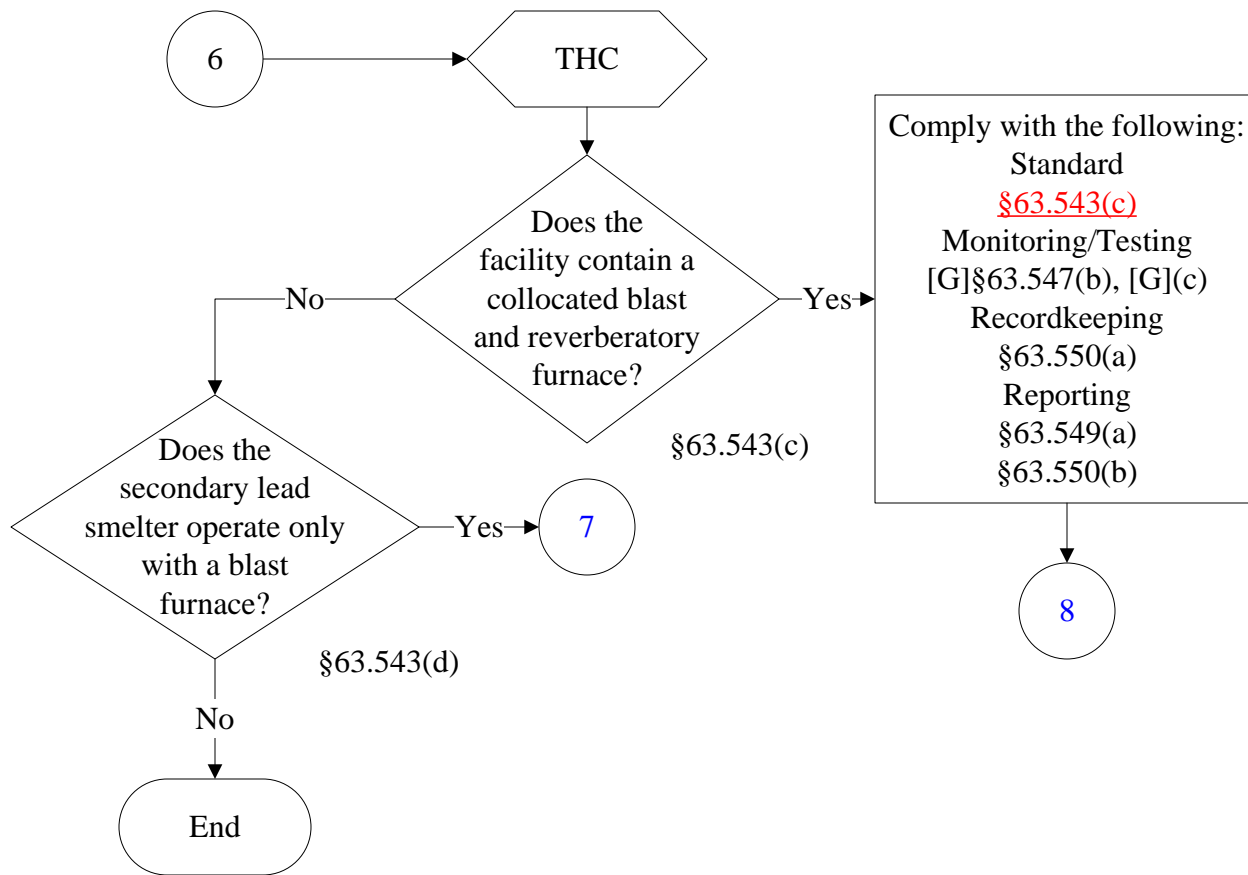 6
THC
Does the
facility contain a
collocated blast
and reverberatory
furnace?
§63.543(c)
No
Yes
Comply with the following:
Standard
§63.543(c)
Monitoring/Testing
[G]§63.547(b), [G](c)
Recordkeeping
§63.550(a)
Reporting
§63.549(a)
§63.550(b)
8
Does the
secondary lead
smelter operate only
with a blast
furnace?
§63.543(d)
Yes
7
No
End